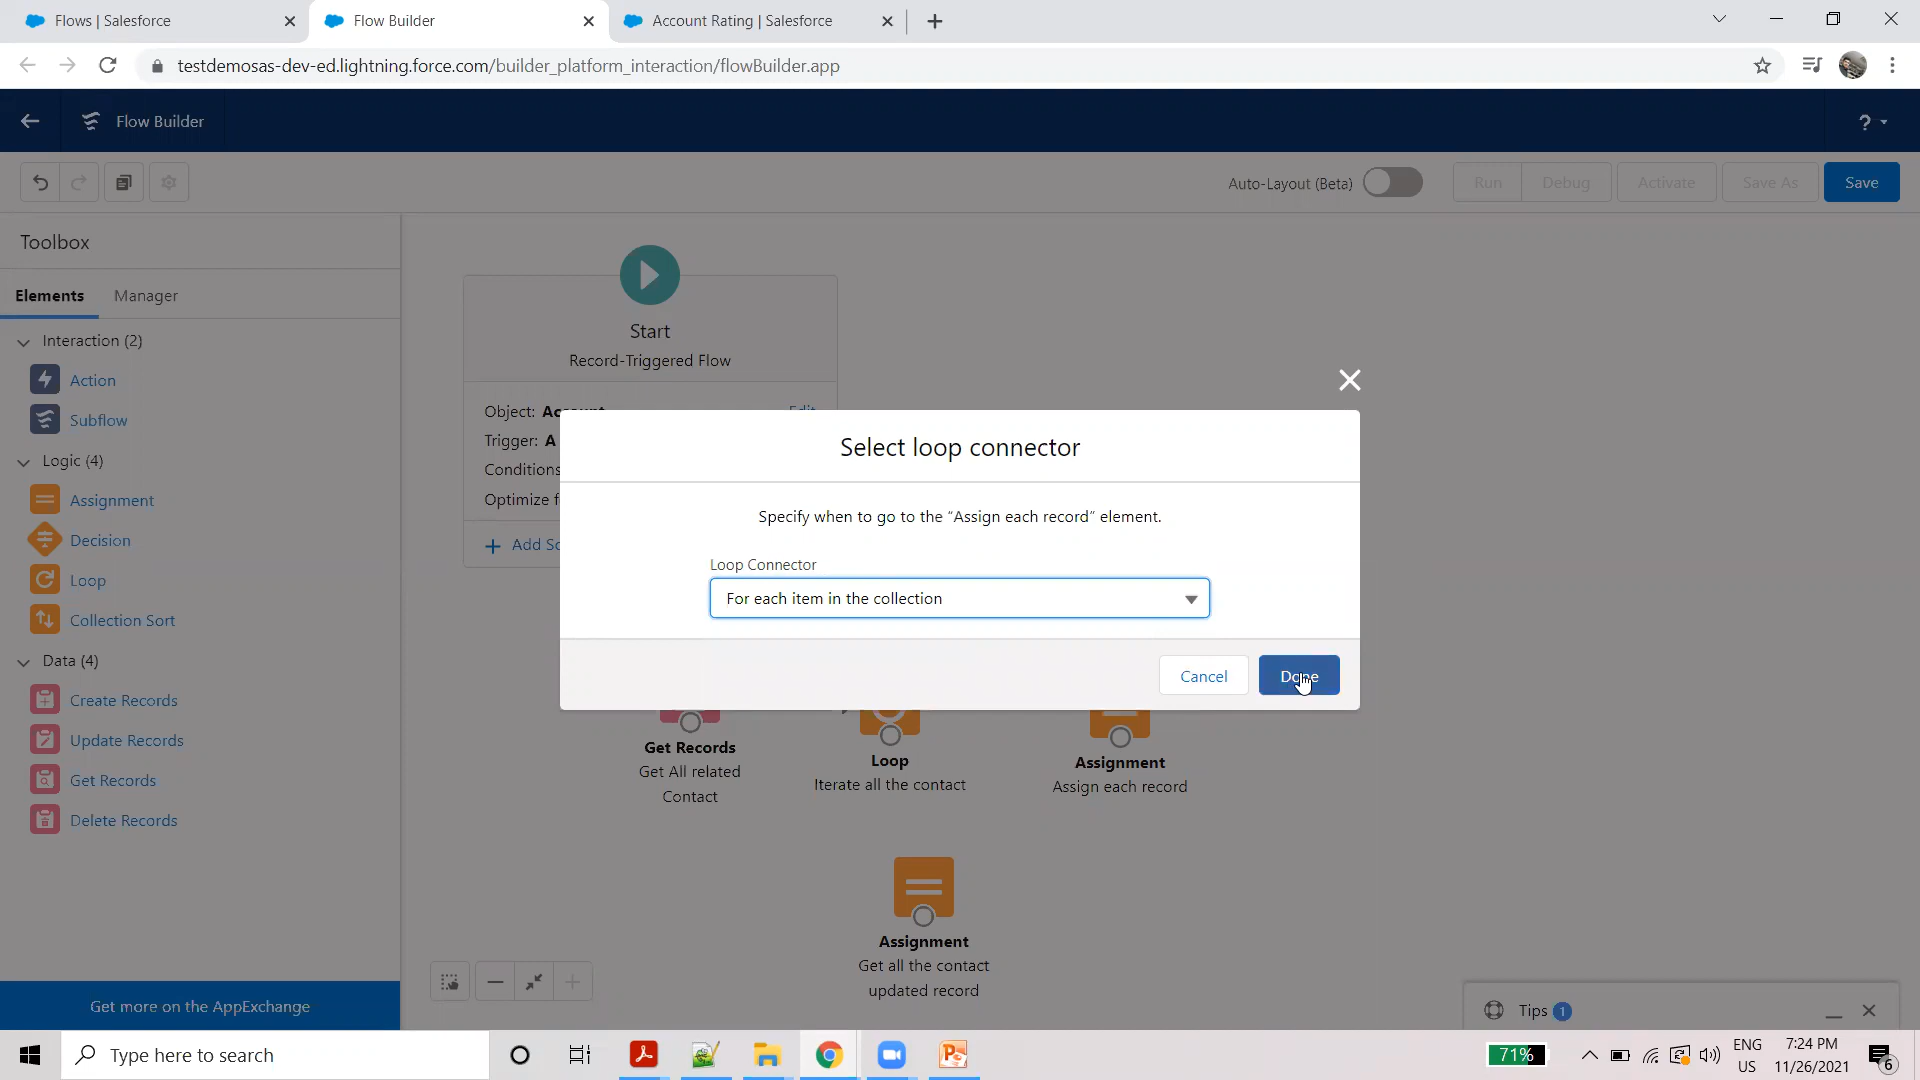 Flows | Salesforce
Flow Builder
Account Rating | Salesforce
testdemosas-dev-ed.lightning.force.com/builder_platform_interaction/flowBuilder.app
Flow Builder
?
Auto-Layout (Beta)
Run
Debug
Activate
Save As
Save
Toolbox
Elements
Manager
Interaction (2)
Action
Subflow
Logic (4)
Assignment
Decision
Loop
Collection Sort
Data (4)
Create Records
Update Records
Get Records
Delete Records
Get more on the AppExchange
Start
Record-Triggered Flow
Object: Account
Edit
Trigger: A
Conditions
Optimize f
Add Sc
Select loop connector
Specify when to go to the “Assign each record” element.
Loop Connector
For each item in the collection
Cancel
Done
Get Records
Get All related
Contact
Loop
Iterate all the contact
Assignment
Assign each record
Assignment
Get all the contact
updated record
Tips 1
Type here to search
71%
ENG
US
7:24 PM
11/26/2021
6